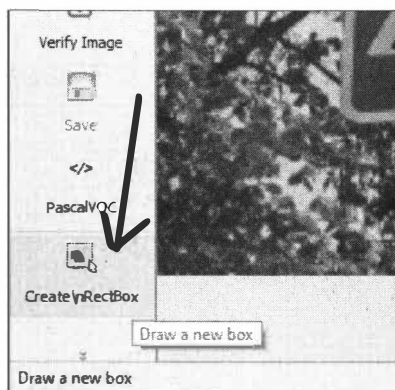 Verify Image
Save
</>
PascalVOC
Create\nRectBox
Draw a new box
Draw a new box